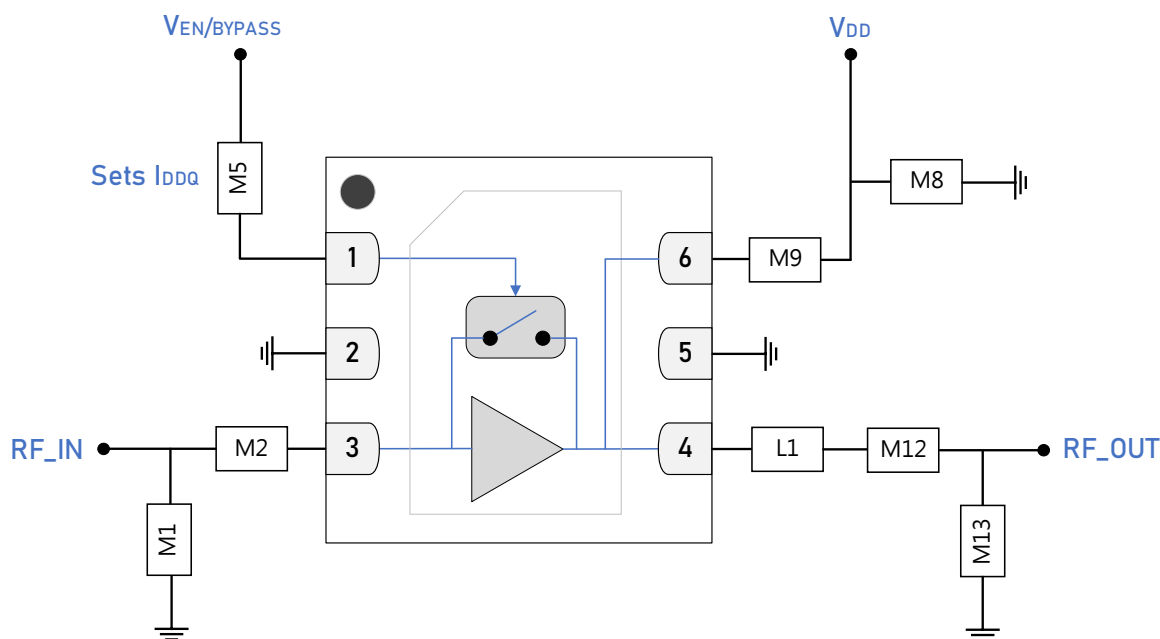 VEN/BYPASS
VDD
Sets IDDQ
M5
M8
1
6
M9
2
5
RF_IN
M2
3
4
L1
M12
RF_OUT
M1
M13